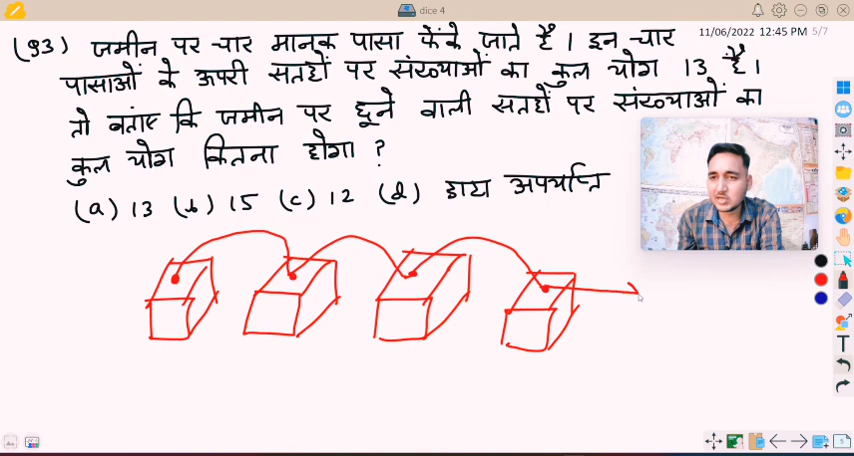 dice 4
11/06/2022 12:45 PM 5/7
(93) जमीन पर चार मानक पासा फेंके जाते हैं । इन चार
पासाओं के ऊपरी सतहों पर संख्याओं का कुल योग 13 है।
तो बताएं कि जमीन पर छूने वाली सतहों पर संख्याओं का
कुल योग कितना होगा ?
(a) 13 (b) 15 (c) 12 (d) डाटा अपर्याप्त